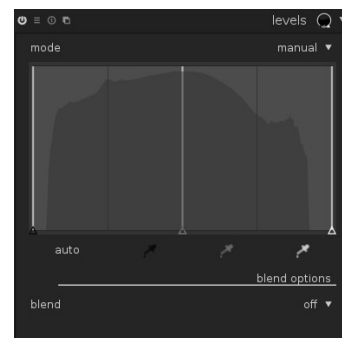 levels
mode manual
auto
blend options
blend off